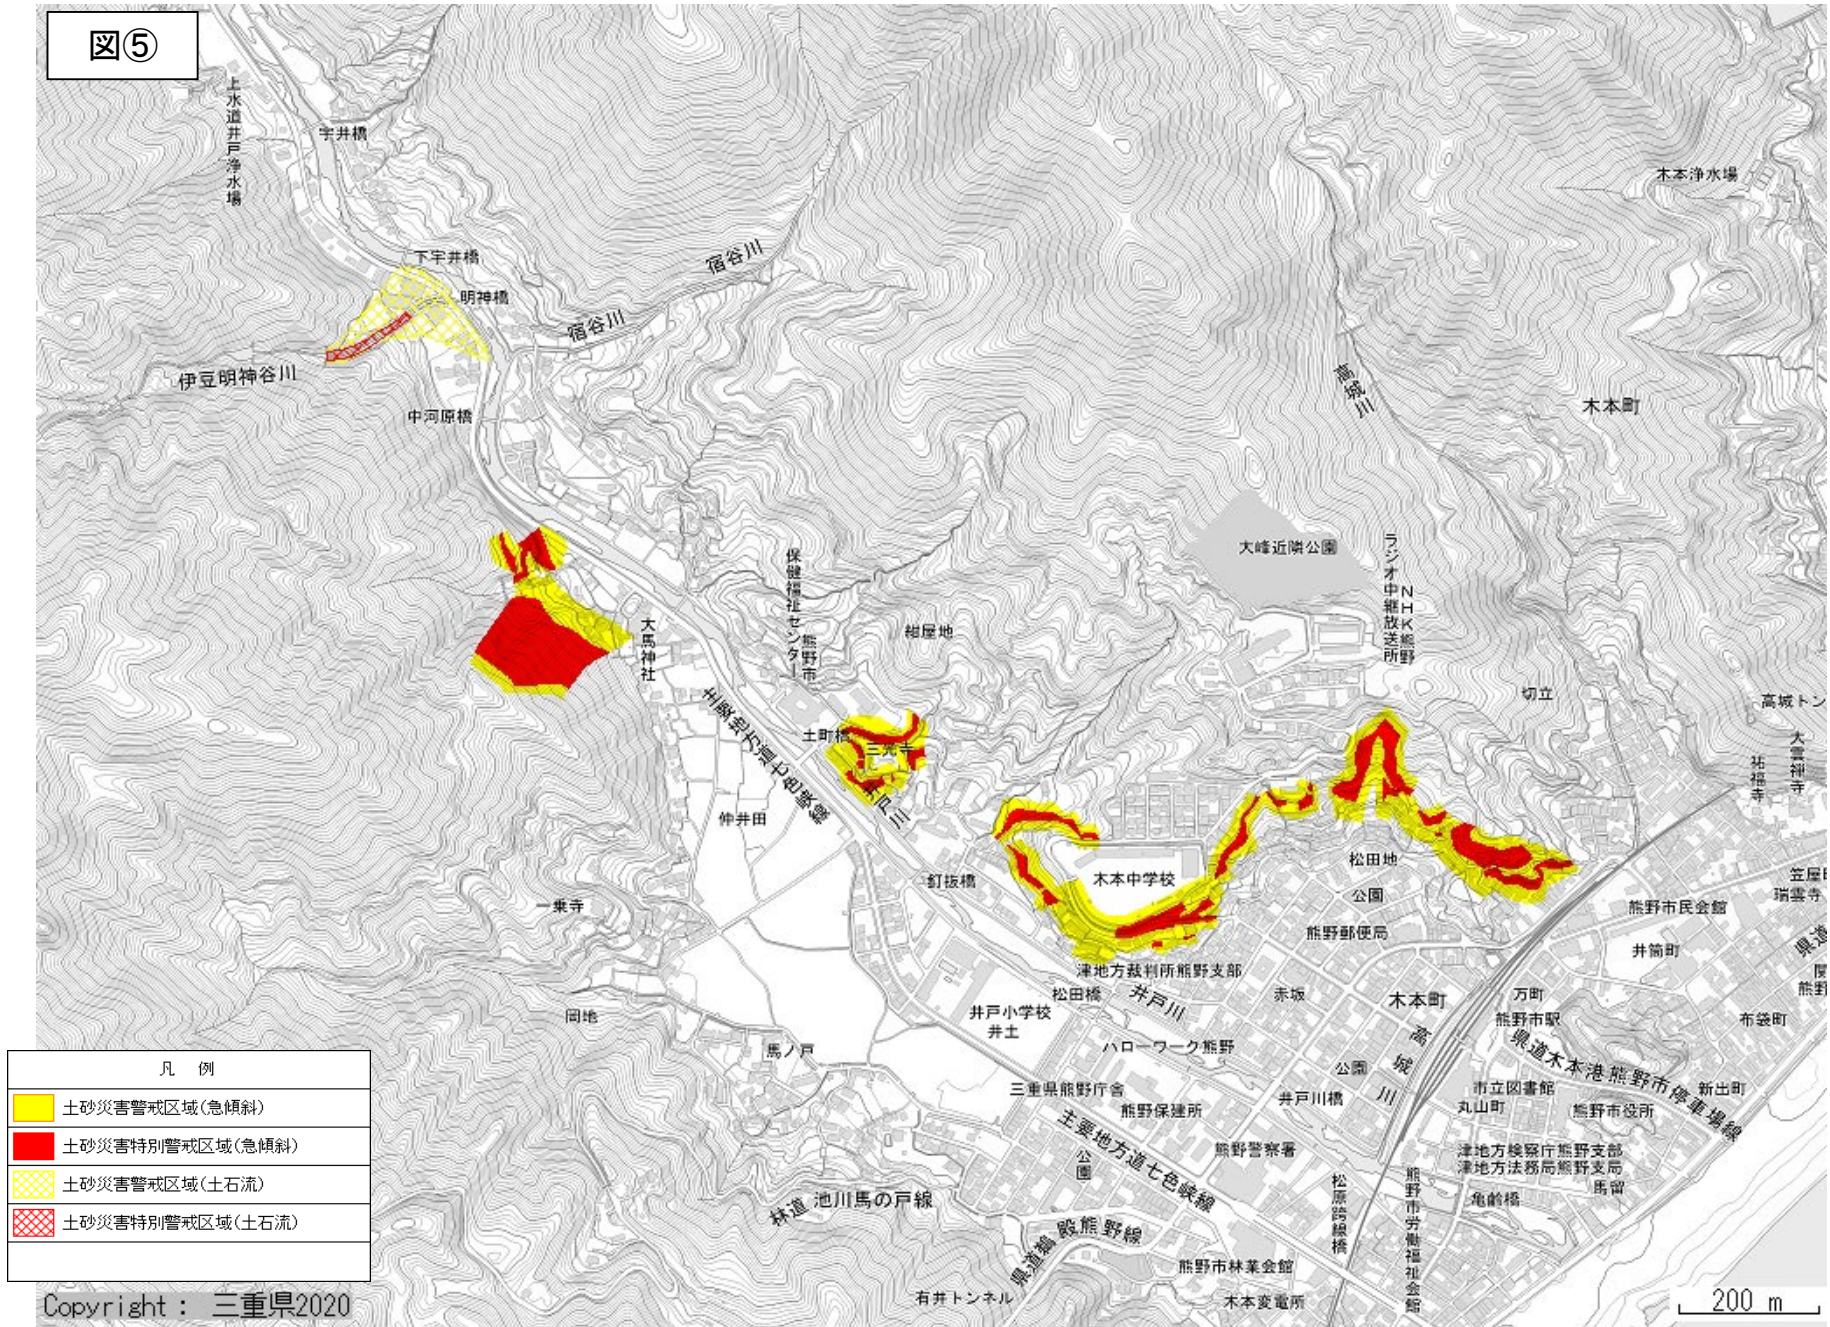 図⑤
上水道井戸浄水場
宇井橋
木本浄水場
下宇井橋
宿谷川
明神橋
宿谷川
伊豆明神谷川
高城川
中河原橋
木本町
大峰近隣公園
NHK熊野
ラジオ中継放送所
熊野市
保健福祉センター
紺屋地
大馬神社
切立
高城トン
大雲禅寺
祐福寺
主要地方道七色峡線
土町橋
三光寺
井戸川
仲井田
松田地
木本中学校
公園
釘抜橋
笠屋
瑞雲寺
一乗寺
熊野市民会館
熊野郵便局
井筒町
県道
津地方裁判所熊野支部
関
熊野
松田橋
井戸川
赤坂
木本町
万町
熊野市駅
布袋町
井戸小学校
井土
岡地
馬ノ戸
ハローワーク熊野
高城川
県道木本港熊野市停車場線
公園
三重県熊野庁舎
熊野保建所
井戸川橋
市立図書館
丸山町
新出町
熊野市役所
主要地方道七色峡線
熊野警察署
津地方検察庁熊野支部
津地方法務局熊野支局
公園
馬留
亀齢橋
林道 池川馬の戸線
松原跨線橋
熊野市労働福祉会館
県道鵜殿熊野線
熊野市林業会館
有井トンネル
木本変電所
凡 例
土砂災害警戒区域(急傾斜)
土砂災害特別警戒区域(急傾斜)
土砂災害警戒区域(土石流)
土砂災害特別警戒区域(土石流)
Copyright : 三重県2020
200 m